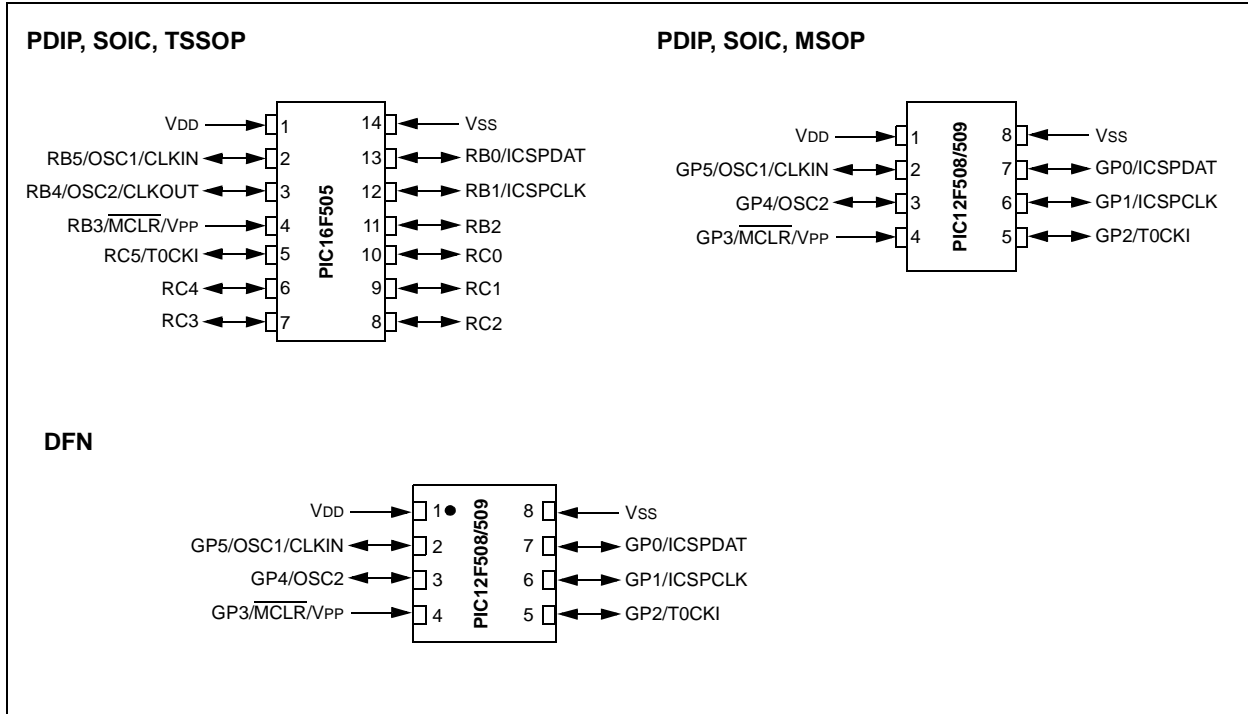 PDIP, SOIC, TSSOP
VDD
1
14
VSS
RB5/OSC1/CLKIN
2
13
RB0/ICSPDAT
RB4/OSC2/CLKOUT
3
12
RB1/ICSPCLK
RB3/MCLR/VPP
4
11
RB2
RC5/T0CKI
5
10
RC0
RC4
6
9
RC1
RC3
7
8
RC2
PIC16F505
PDIP, SOIC, MSOP
VDD
1
8
VSS
GP5/OSC1/CLKIN
2
7
GP0/ICSPDAT
GP4/OSC2
3
6
GP1/ICSPCLK
GP3/MCLR/VPP
4
5
GP2/T0CKI
PIC12F508/509
DFN
VDD
1
8
VSS
GP5/OSC1/CLKIN
2
7
GP0/ICSPDAT
GP4/OSC2
3
6
GP1/ICSPCLK
GP3/MCLR/VPP
4
5
GP2/T0CKI
PIC12F508/509